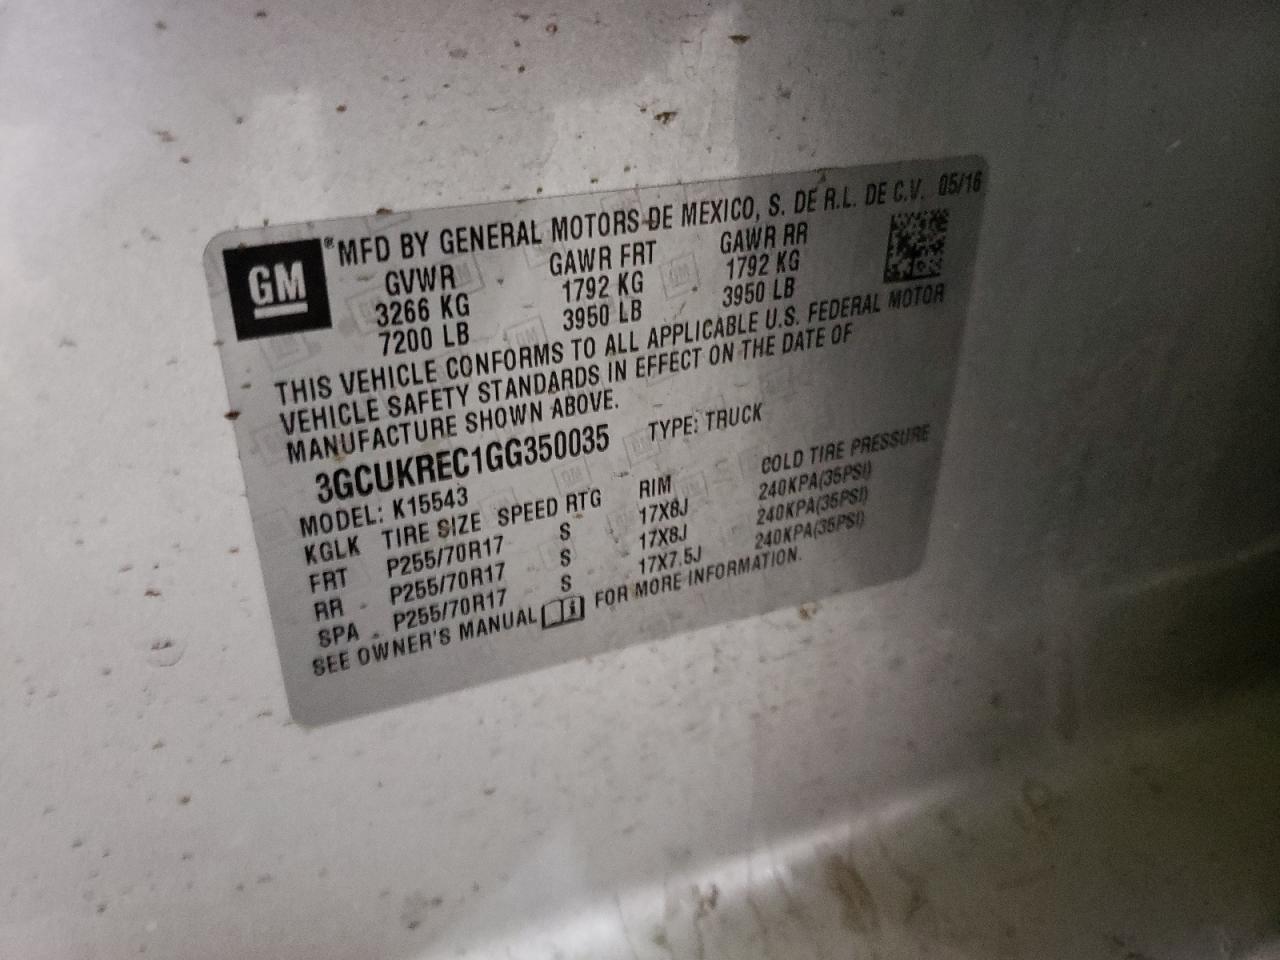 GM ® MFD BY GENERAL MOTORS DE MEXICO, S. DE R.L. DE C.V. 05/16
GVWR GAWR FRT GAWR RR
3266 KG 1792 KG 1792 KG
7200 LB 3950 LB 3950 LB
THIS VEHICLE CONFORMS TO ALL APPLICABLE U.S. FEDERAL MOTOR
VEHICLE SAFETY STANDARDS IN EFFECT ON THE DATE OF
MANUFACTURE SHOWN ABOVE.
3GCUKREC1GG350035 TYPE: TRUCK
MODEL: K15543
KGLK TIRE SIZE SPEED RTG RIM COLD TIRE PRESSURE
FRT P255/70R17 S 17X8J 240KPA(35PSI)
RR P255/70R17 S 17X8J 240KPA(35PSI)
SPA P255/70R17 S 17X7.5J 240KPA(35PSI)
SEE OWNER'S MANUAL FOR MORE INFORMATION.